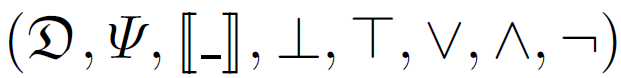 (𝔇, Ψ, ⟦_⟧, ⊥, ⊤, ∨, ∧, ¬)